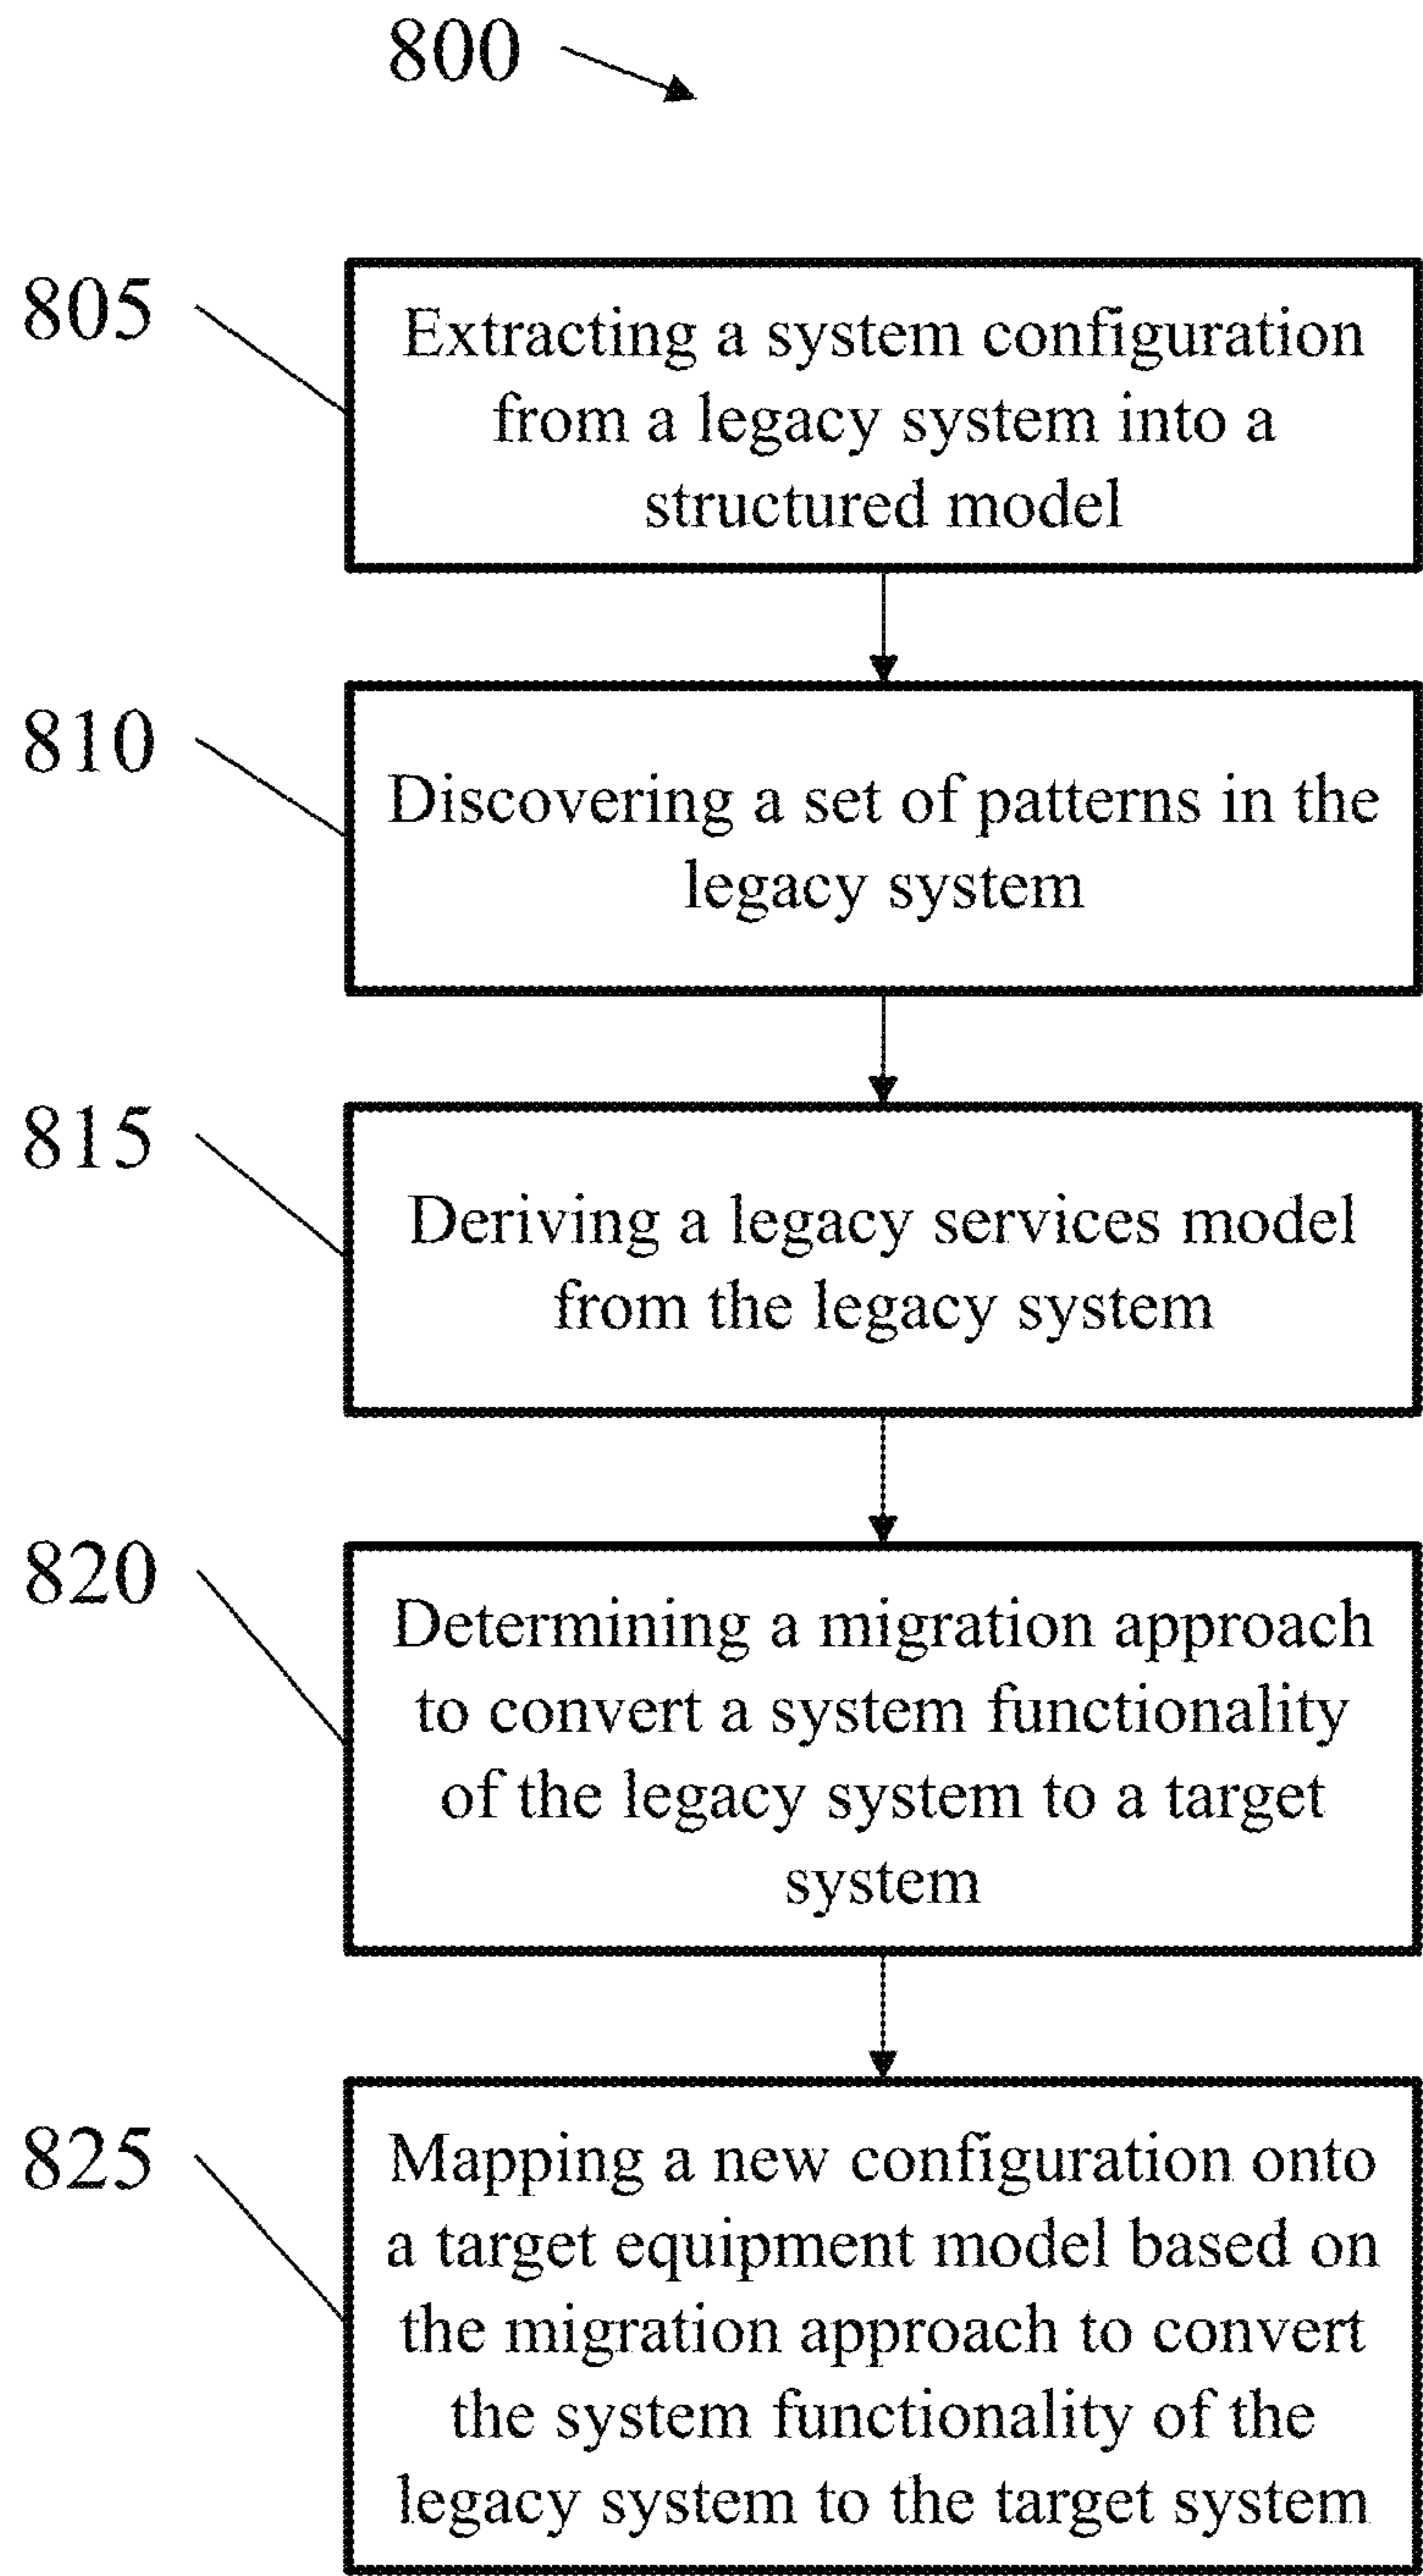 800
805
Extracting a system configuration
from a legacy system into a
structured model
810
Discovering a set of patterns in the
legacy system
815
Deriving a legacy services model
from the legacy system
820
Determining a migration approach
to convert a system functionality
of the legacy system to a target
system
825
Mapping a new configuration onto
a target equipment model based on
the migration approach to convert
the system functionality of the
legacy system to the target system